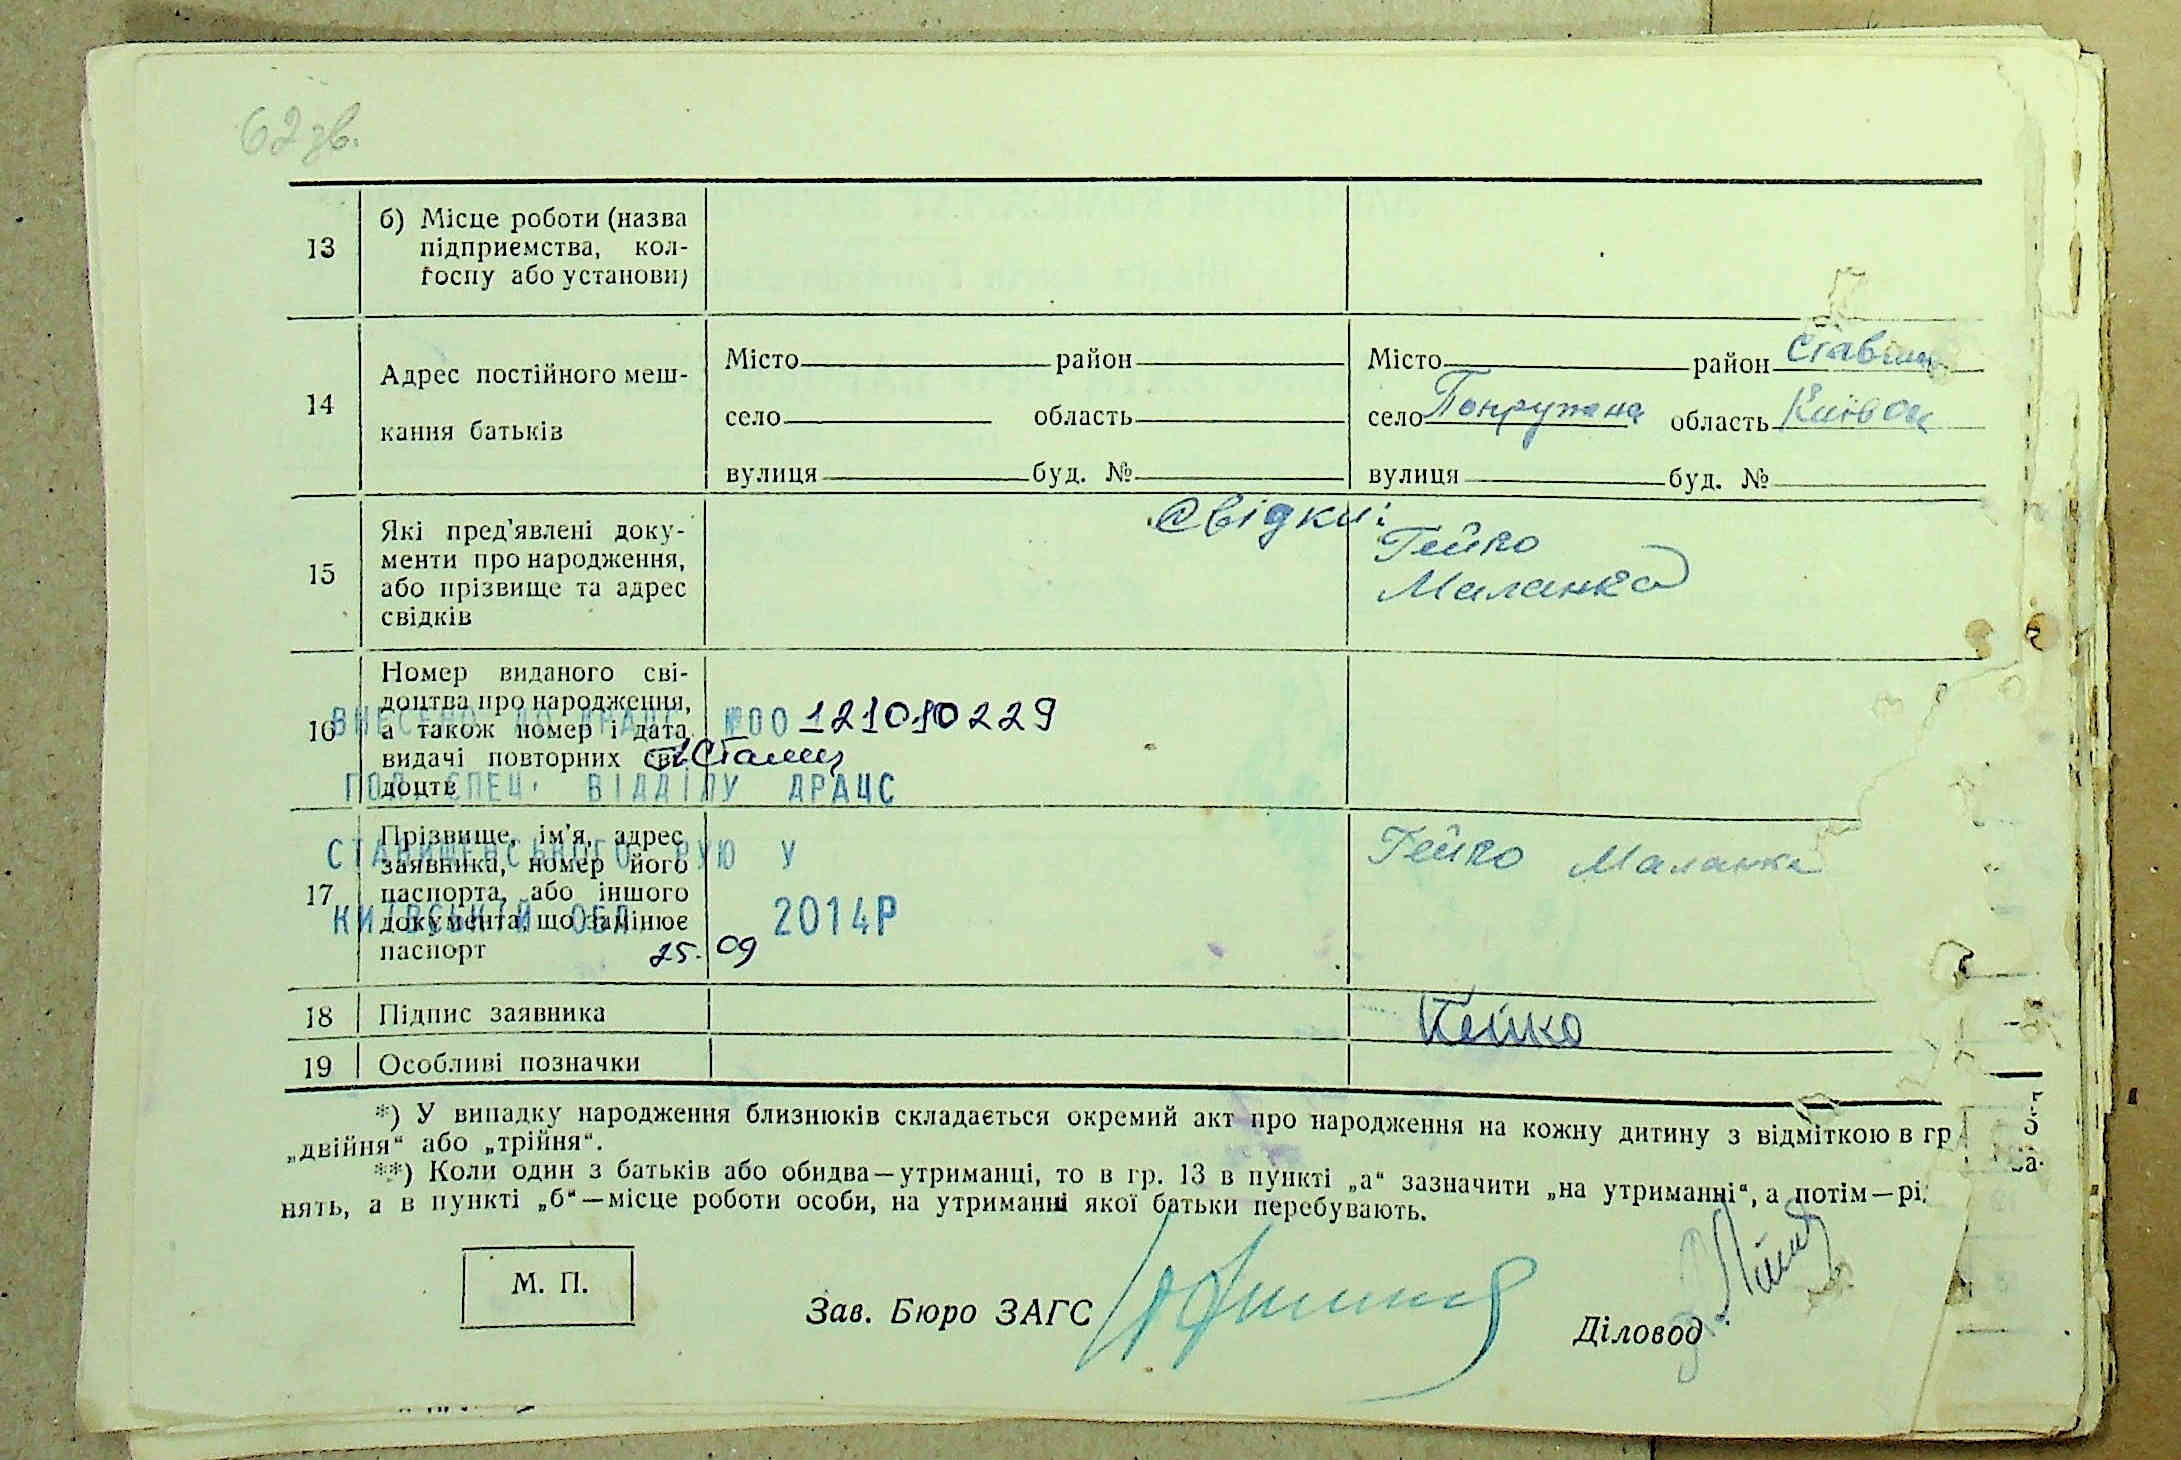 62 зв.
13
б) Місце роботи (назва
підприємства, кол-
госпу або установи)
14
Адрес постійного меш-
кання батьків
Місто район
село область
вулиця буд. №
Місто район Ставищ
село область Київськ
вулиця буд. №
15
Які пред'явлені доку-
менти про народження,
або прізвище та адрес
свідків
Свідки:
Гейко
Маланка
16
Номер виданого сві-
доцтва про народження,
а також номер і дата
видачі повторних сві-
доцтв
ВНЕСЕНО ДО ДРАЦС №00 121010229
ГОЛ.СПЕЦ. ВІДДІЛУ ДРАЦС
СТАВИЩЕНСЬКОГО РУЮ У
КИЇВСЬКІЙ ОБЛ. 2014Р
25.09
17
Прізвище, ім'я, адрес
заявника, номер його
паспорта, або іншого
документа, що замінює
паспорт
Гейко Маланка
18 Підпис заявника Гейко
19 Особливі позначки
*) У випадку народження близнюків складається окремий акт про народження на кожну дитину з відміткою в гр
„двійня“ або „трійня“.
**) Коли один з батьків або обидва—утриманці, то в гр. 13 в пункті „а“ зазначити „на утриманні“, а потім—рі
нять, а в пункті „б“—місце роботи особи, на утриманні якої батьки перебувають.
М. П.
Зав. Бюро ЗАГС
Діловод